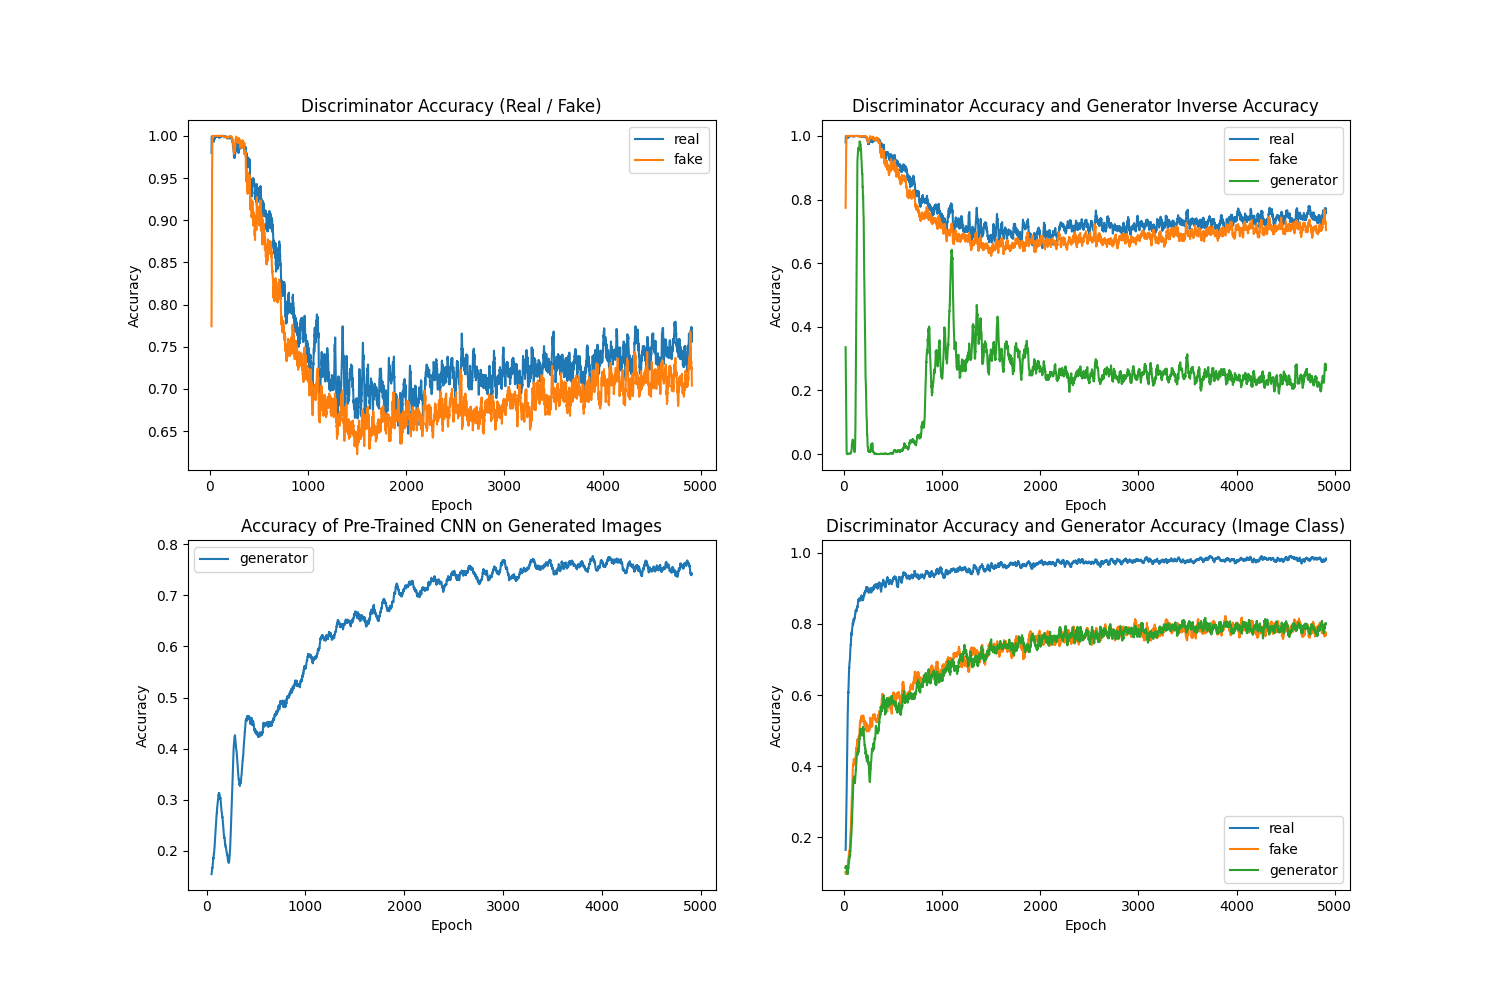 Discriminator Accuracy (Real / Fake)
1.00
0.95
0.90
0.85
0.80
0.75
0.70
0.65
Accuracy
real
fake
0 1000 2000 3000 4000 5000
Epoch
Discriminator Accuracy and Generator Inverse Accuracy
1.0
0.8
0.6
0.4
0.2
0.0
Accuracy
real
fake
generator
0 1000 2000 3000 4000 5000
Epoch
Accuracy of Pre-Trained CNN on Generated Images
0.8
0.7
0.6
0.5
0.4
0.3
0.2
Accuracy
generator
0 1000 2000 3000 4000 5000
Epoch
Discriminator Accuracy and Generator Accuracy (Image Class)
1.0
0.8
0.6
0.4
0.2
Accuracy
real
fake
generator
0 1000 2000 3000 4000 5000
Epoch